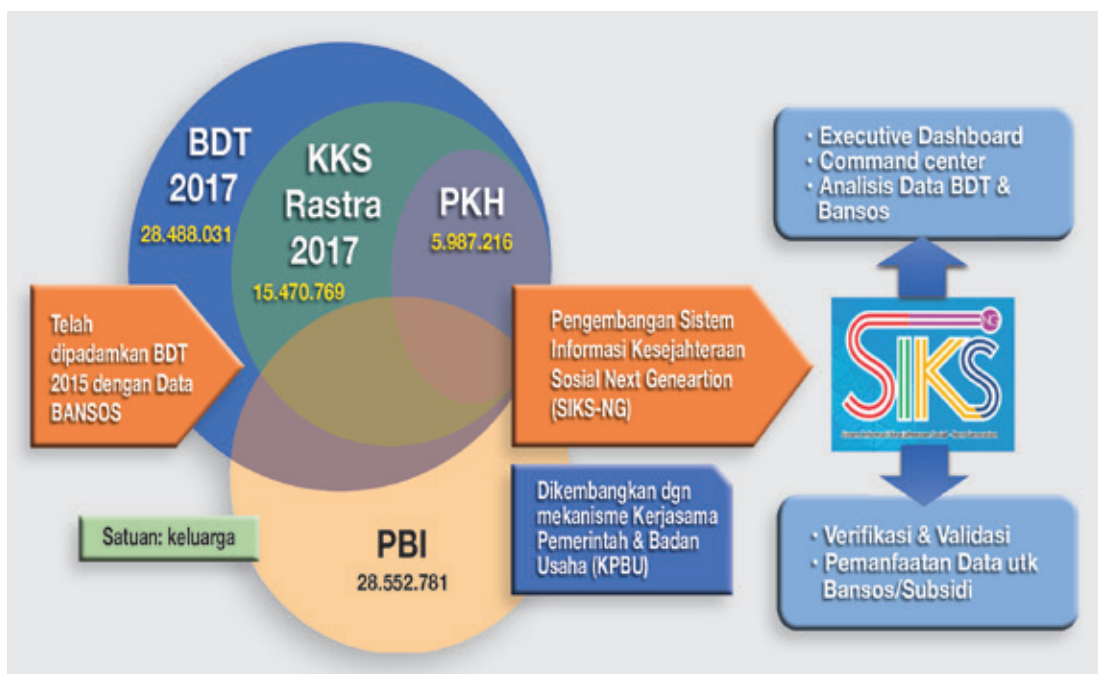 BDT
2017
28.488.031
KKS
Rastra
2017
15.470.769
PKH
5.987.216
Telah
dipadamkan BDT
2015 dengan Data
BANSOS
Satuan: keluarga
PBI
28.552.781
Pengembangan Sistem
Informasi Kesejahteraan
Sosial Next Geneartion
(SIKS-NG)
Dikembangkan dgn
mekanisme Kerjasama
Pemerintah & Badan
Usaha (KPBU)
• Executive Dashboard
• Command center
• Analisis Data BDT &
Bansos
NG
SIKS
• Verifikasi & Validasi
• Pemanfaatan Data utk
Bansos/Subsidi